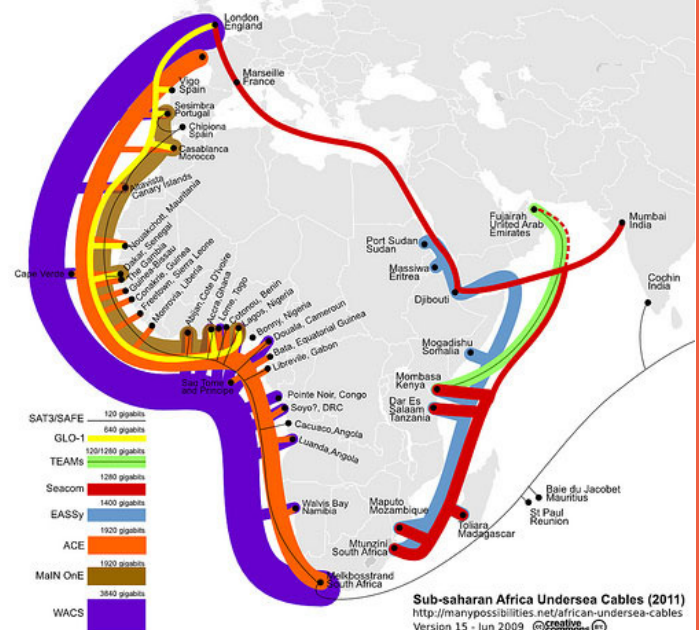 London
England
Marseille
France
Vigo
Spain
Sesimbra
Portugal
Chipiona
Spain
Casablanca
Morocco
Altavista
Canary Islands
Nouakchott, Mauritania
Dakar, Senegal
The Gambia
Guinea-Bissau
Conakrie, Guinea
Freetown, Sierra Leone
Monrovia, Liberia
Cape Verde
Abijan,Cote D'Ivoire
Accra,Ghana
Lome, Togo
Cotonou, Benin
Lagos, Nigeria
Bonny, Nigeria
Douala, Cameroun
Bata, Equatorial Guinea
Librevile, Gabon
Sao Tome
and Principe
Pointe Noir, Congo
Soyo?, DRC
Cacuaco,Angola
Luanda,Angola
Walvis Bay
Namibia
Melkbosstrand
South Africa
Port Sudan
Sudan
Massiwa
Eritrea
Djibouti
Fujairah
United Arab
Emirates
Mumbai
India
Cochin
India
Mogadishu
Somalia
Mombasa
Kenya
Dar Es
Salaam
Tanzania
Maputo
Mozambique
Mtunzini
South Africa
Toliara
Madagascar
Baie du Jacobet
Mauritius
St Paul
Reunion
120 gigabits
SAT3/SAFE
640 gigabits
GLO-1
120/1280 gigabits
TEAMs
1280 gigabits
Seacom
1400 gigabits
EASSy
1920 gigabits
ACE
1920 gigabits
MaIN OnE
3840 gigabits
WACS
Sub-saharan Africa Undersea Cables (2011)
http://manypossibilities.net/african-undersea-cables
Version 15 - Jun 2009 cc creative commons